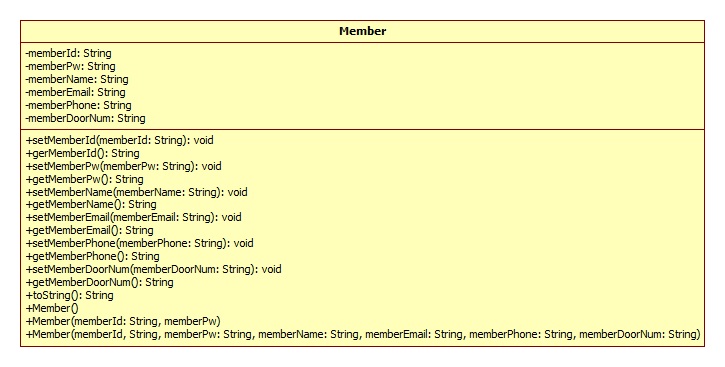 Member
-memberId: String
-memberPw: String
-memberName: String
-memberEmail: String
-memberPhone: String
-memberDoorNum: String
+setMemberId(memberId: String): void
+gerMemberId(): String
+setMemberPw(memberPw: String): void
+getMemberPw(): String
+setMemberName(memberName: String): void
+getMemberName(): String
+setMemberEmail(memberEmail: String): void
+getMemberEmail(): String
+setMemberPhone(memberPhone: String): void
+getMemberPhone(): String
+setMemberDoorNum(memberDoorNum: String): void
+getMemberDoorNum(): String
+toString(): String
+Member()
+Member(memberId: String, memberPw)
+Member(memberId, String, memberPw: String, memberName: String, memberEmail: String, memberPhone: String, memberDoorNum: String)